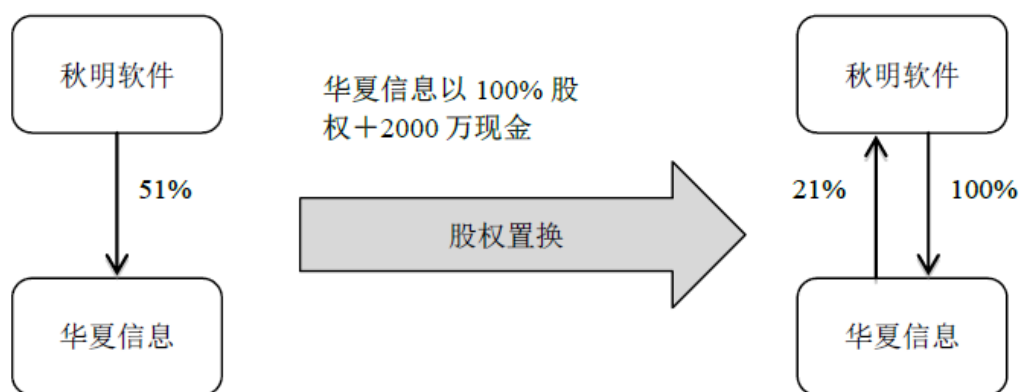 秋明软件
华夏信息以 100% 股
权＋2000 万现金
秋明软件
51%
21%
100%
股权置换
华夏信息
华夏信息